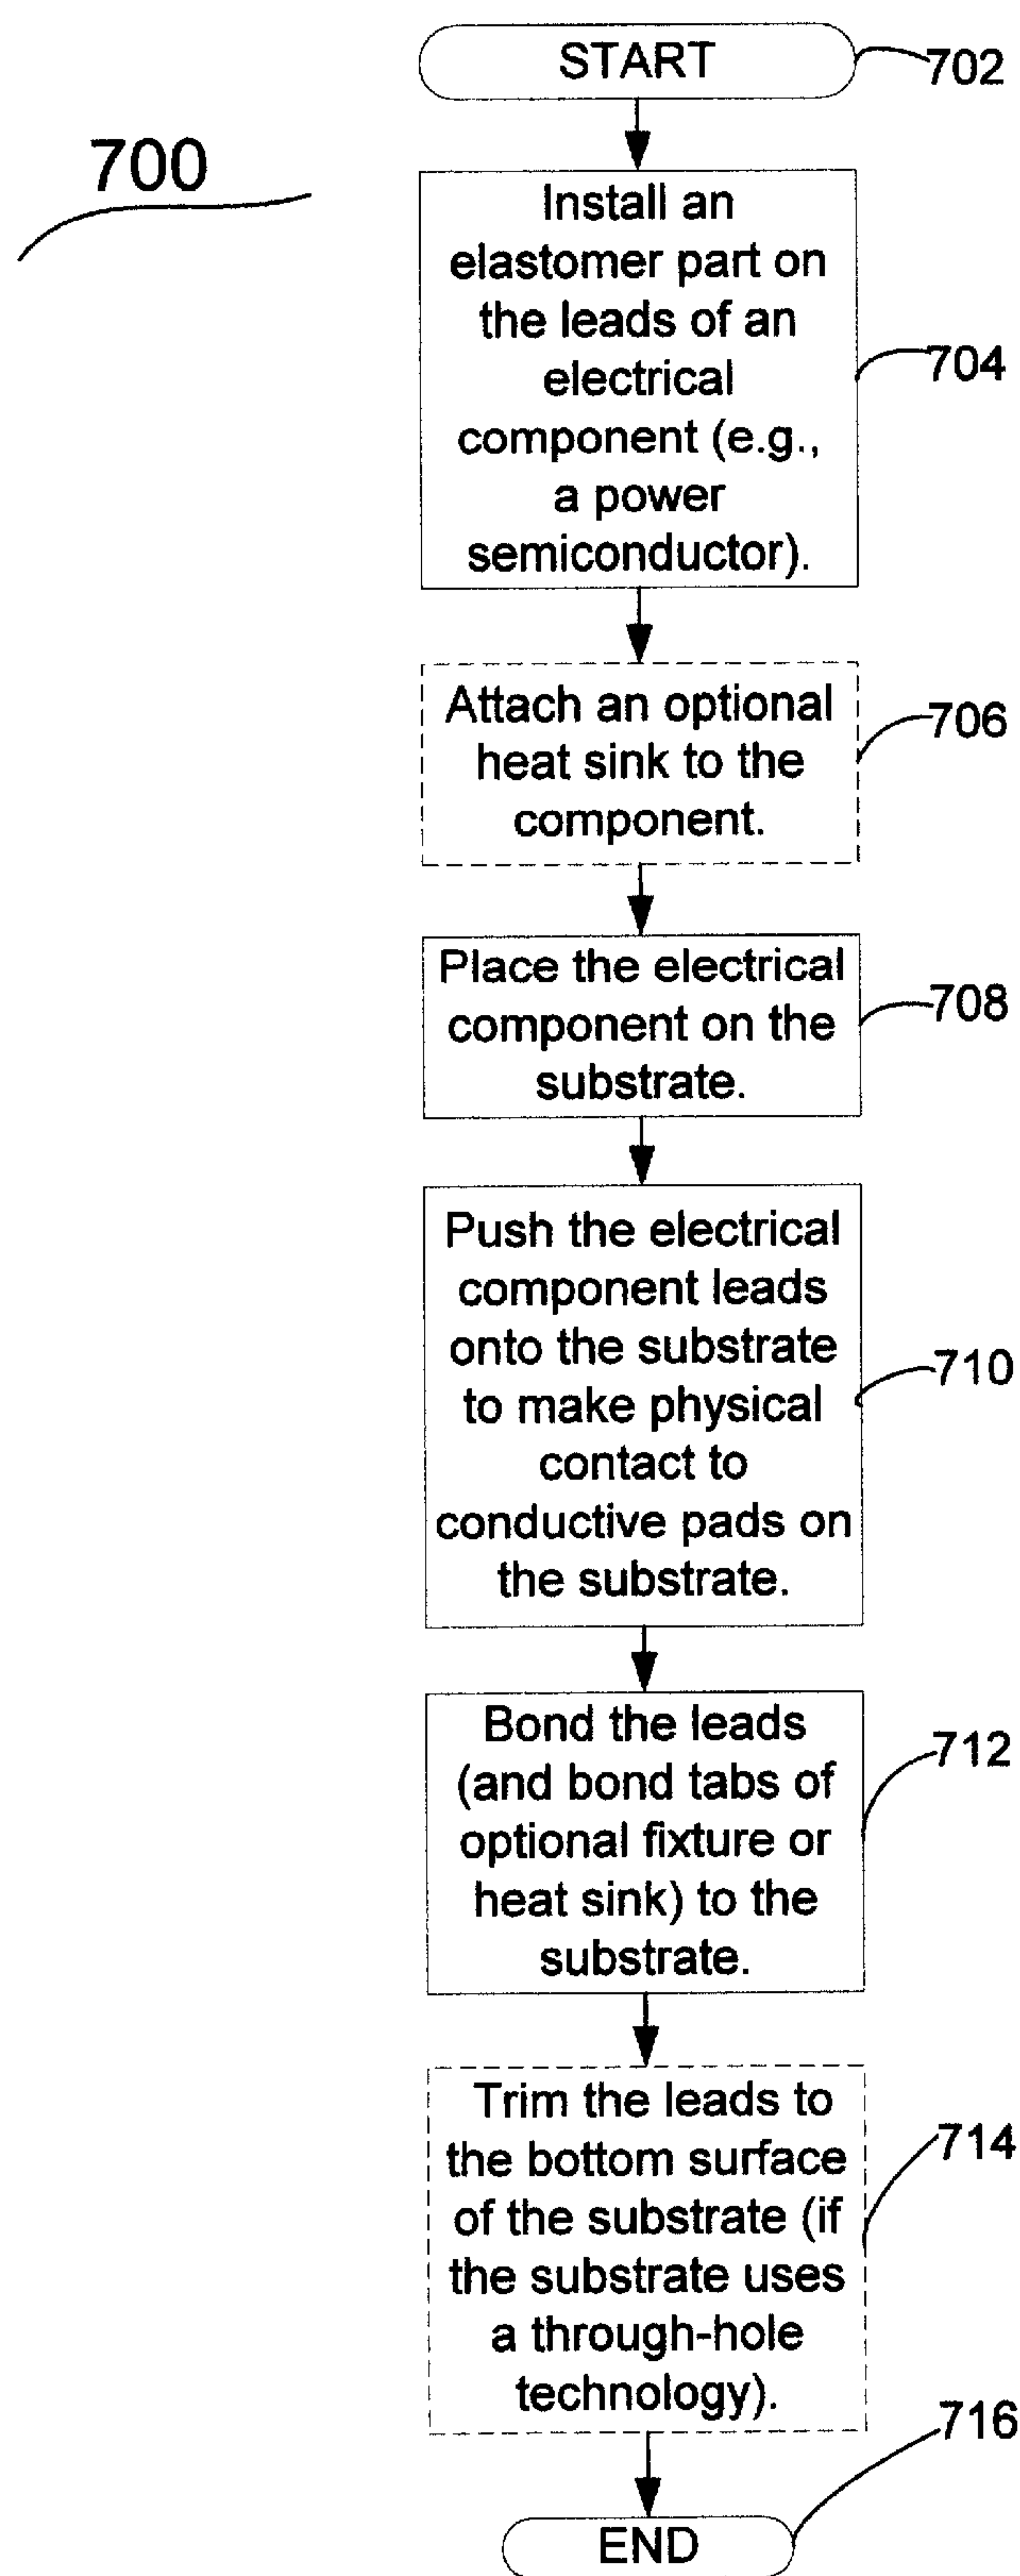 START
702
700
Install an
elastomer part on
the leads of an
electrical
component (e.g.,
a power
semiconductor).
704
Attach an optional
heat sink to the
component.
706
Place the electrical
component on the
substrate.
708
Push the electrical
component leads
onto the substrate
to make physical
contact to
conductive pads on
the substrate.
710
Bond the leads
(and bond tabs of
optional fixture or
heat sink) to the
substrate.
712
Trim the leads to
the bottom surface
of the substrate (if
the substrate uses
a through-hole
technology).
714
716
END